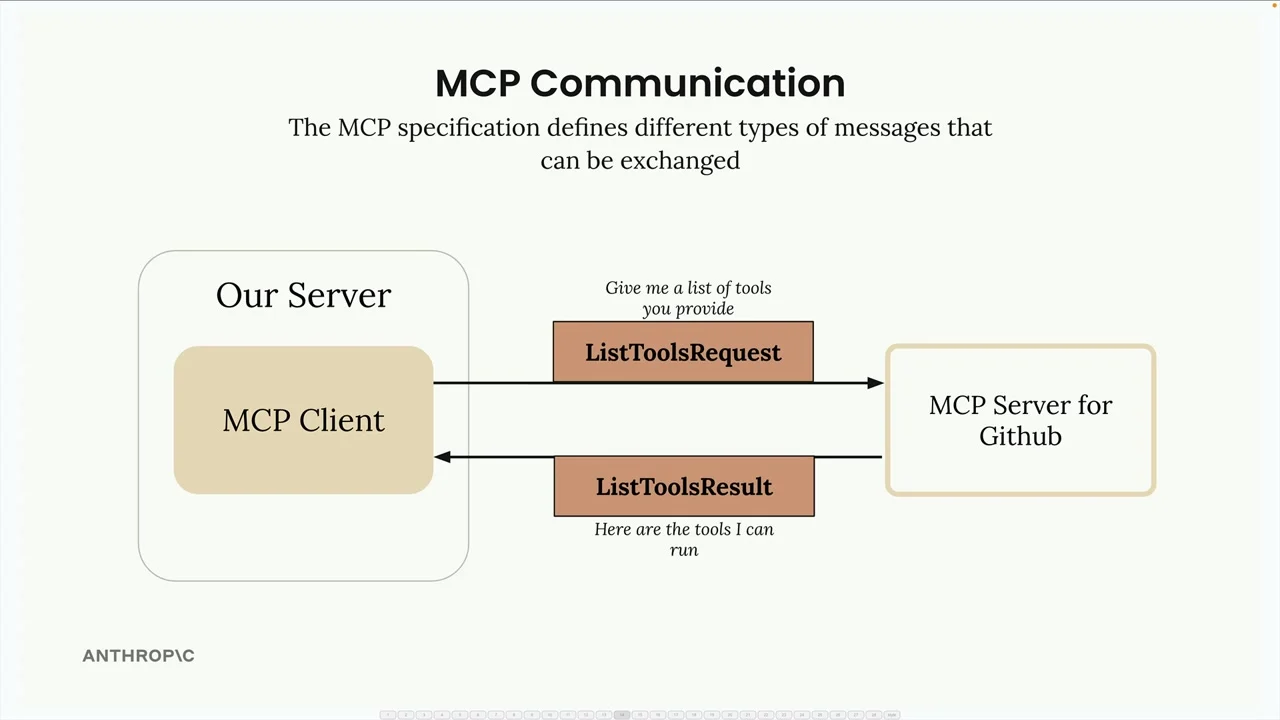 MCP Communication
The MCP specification defines different types of messages that
can be exchanged
Our Server
MCP Client
Give me a list of tools
you provide
ListToolsRequest
ListToolsResult
Here are the tools I can
run
MCP Server for
Github
ANTHROP\C